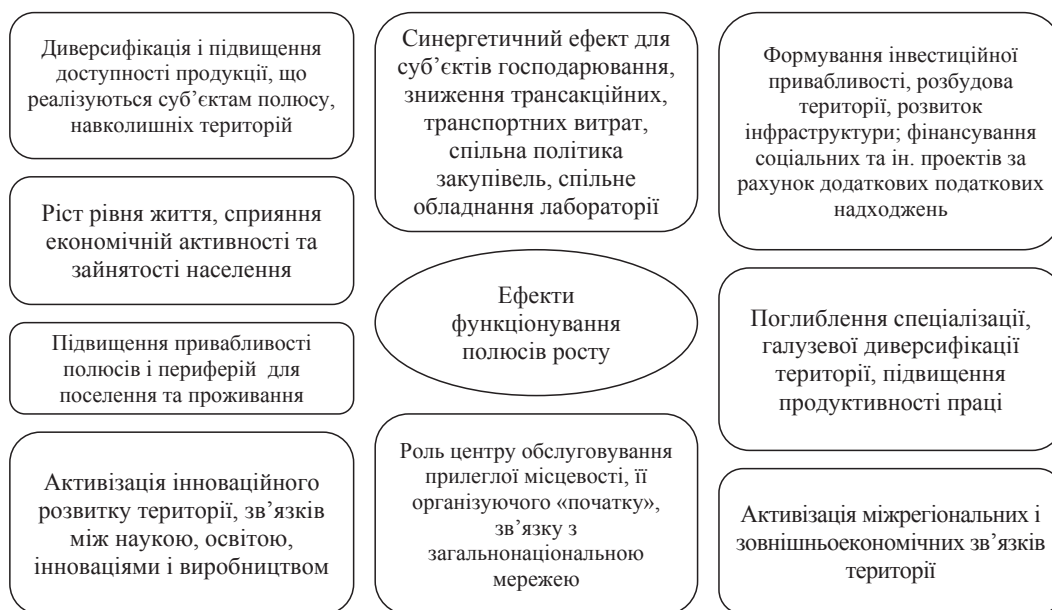 Диверсифікація і підвищення
доступності продукції, що
реалізуються суб’єктам полюсу,
навколишніх територій
Ріст рівня життя, сприяння
економічній активності та
зайнятості населення
Підвищення привабливості
полюсів і периферій для
поселення та проживання
Активізація інноваційного
розвитку території, зв’язків
між наукою, освітою,
інноваціями і виробництвом
Синергетичний ефект для
суб’єктів господарювання,
зниження трансакційних,
транспортних витрат,
спільна політика
закупівель, спільне
обладнання лабораторії
Ефекти
функціонування
полюсів росту
Роль центру обслуговування
прилеглої місцевості, її
організуючого «початку»,
зв’язку з
загальнонаціональною
мережею
Формування інвестиційної
привабливості, розбудова
території, розвиток
інфраструктури; фінансування
соціальних та ін. проектів за
рахунок додаткових податкових
надходжень
Поглиблення спеціалізації,
галузевої диверсифікації
території, підвищення
продуктивності праці
Активізація міжрегіональних і
зовнішньоекономічних зв’язків
території